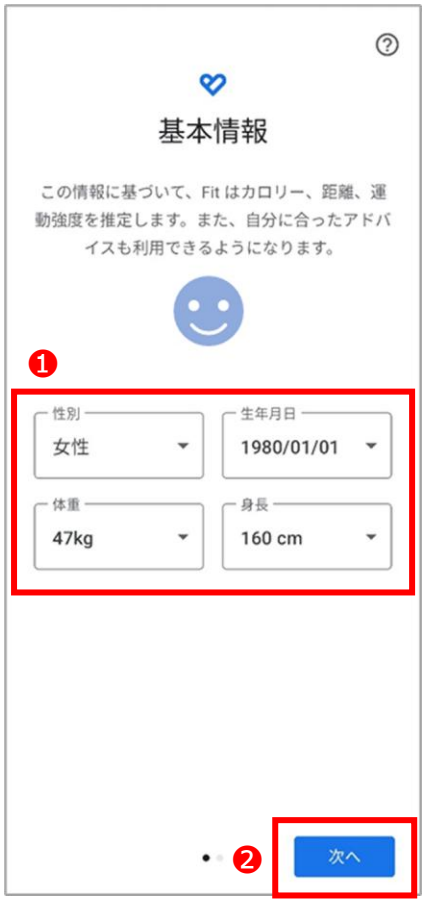 基本情報
この情報に基づいて、Fit はカロリー、距離、運
動強度を推定します。また、自分に合ったアドバ
イスも利用できるようになります。
❶
性別
女性
生年月日
1980/01/01
体重
47kg
身長
160 cm
❷
次へ